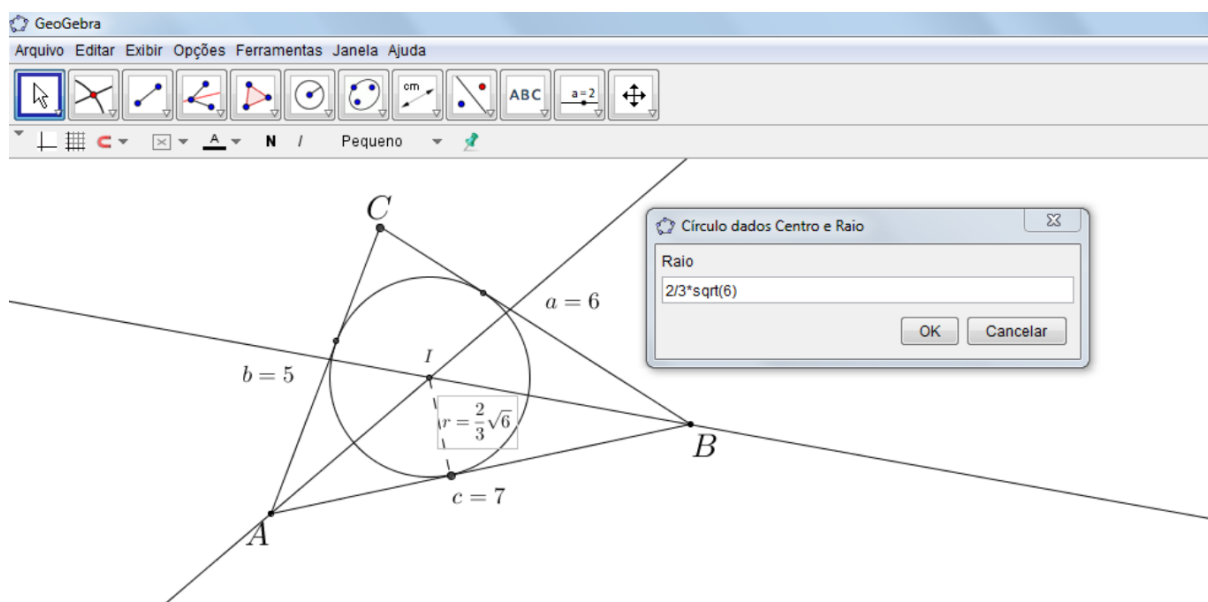 GeoGebra
Arquivo Editar Exibir Opções Ferramentas Janela Ajuda
cm
ABC
a=2
A
N
I
Pequeno
C
Círculo dados Centro e Raio
Raio
2/3*sqrt(6)
OK Cancelar
a = 6
I
b = 5
r = 2/3 √6
B
c = 7
A